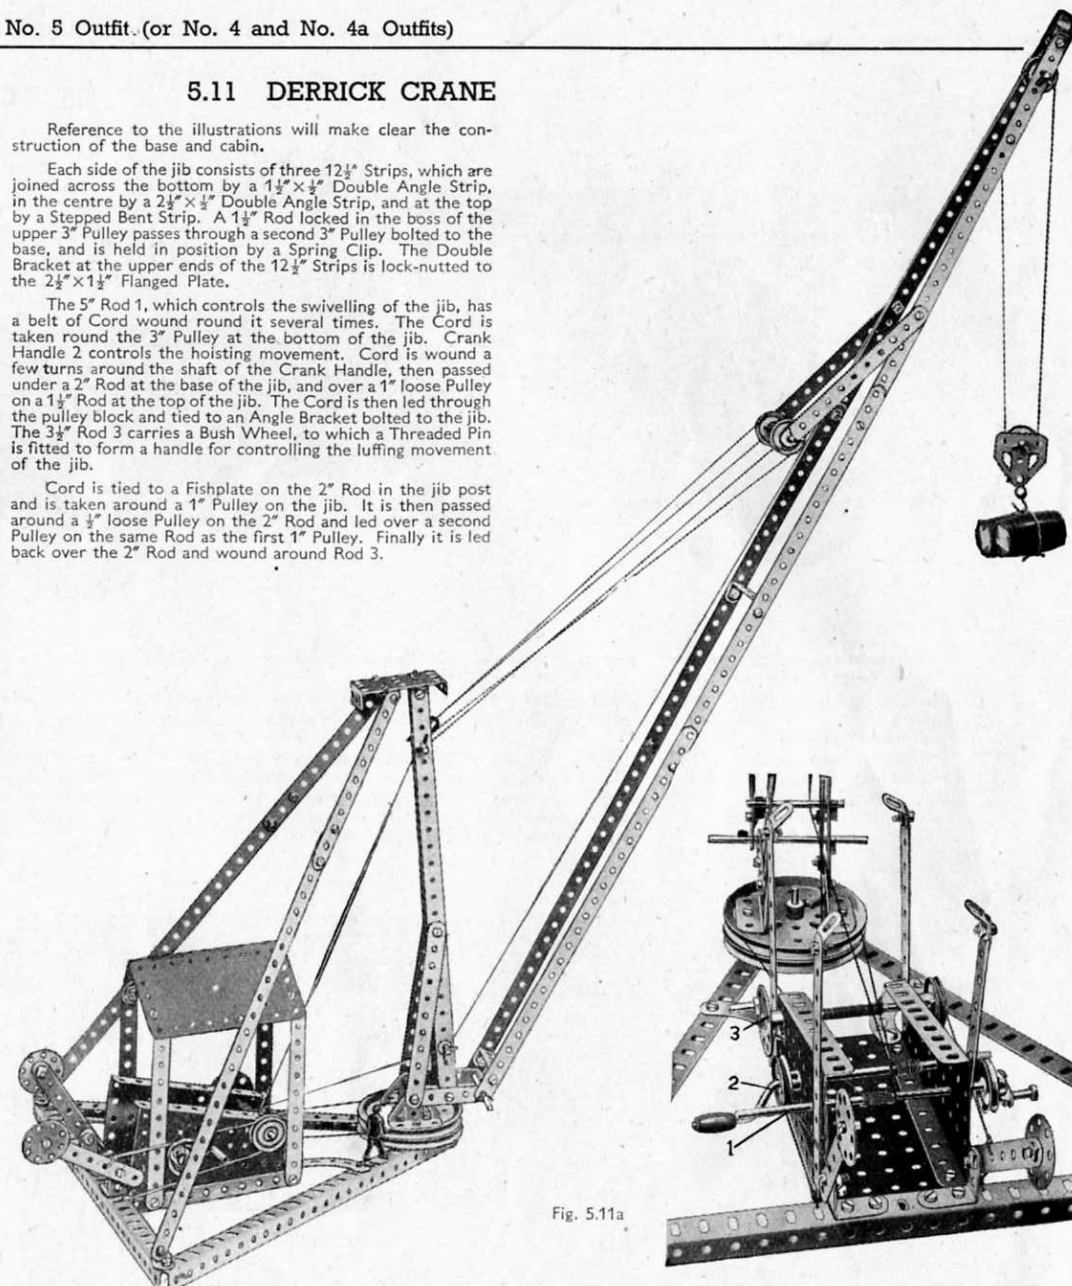 No. 5 Outfit (or No. 4 and No. 4a Outfits)
5.11 DERRICK CRANE
Reference to the illustrations will make clear the con-
struction of the base and cabin.
Each side of the jib consists of three 12½″ Strips, which are
joined across the bottom by a 1½″×½″ Double Angle Strip,
in the centre by a 2½″×½″ Double Angle Strip, and at the top
by a Stepped Bent Strip. A 1½″ Rod locked in the boss of the
upper 3″ Pulley passes through a second 3″ Pulley bolted to the
base, and is held in position by a Spring Clip. The Double
Bracket at the upper ends of the 12½″ Strips is lock-nutted to
the 2½″×1½″ Flanged Plate.
The 5″ Rod 1, which controls the swivelling of the jib, has
a belt of Cord wound round it several times. The Cord is
taken round the 3″ Pulley at the bottom of the jib. Crank
Handle 2 controls the hoisting movement. Cord is wound a
few turns around the shaft of the Crank Handle, then passed
under a 2″ Rod at the base of the jib, and over a 1″ loose Pulley
on a 1½″ Rod at the top of the jib. The Cord is then led through
the pulley block and tied to an Angle Bracket bolted to the jib.
The 3½″ Rod 3 carries a Bush Wheel, to which a Threaded Pin
is fitted to form a handle for controlling the luffing movement
of the jib.
Cord is tied to a Fishplate on the 2″ Rod in the jib post
and is taken around a 1″ Pulley on the jib. It is then passed
around a ½″ loose Pulley on the 2″ Rod and led over a second
Pulley on the same Rod as the first 1″ Pulley. Finally it is led
back over the 2″ Rod and wound around Rod 3.
3
2
1
Fig. 5.11a